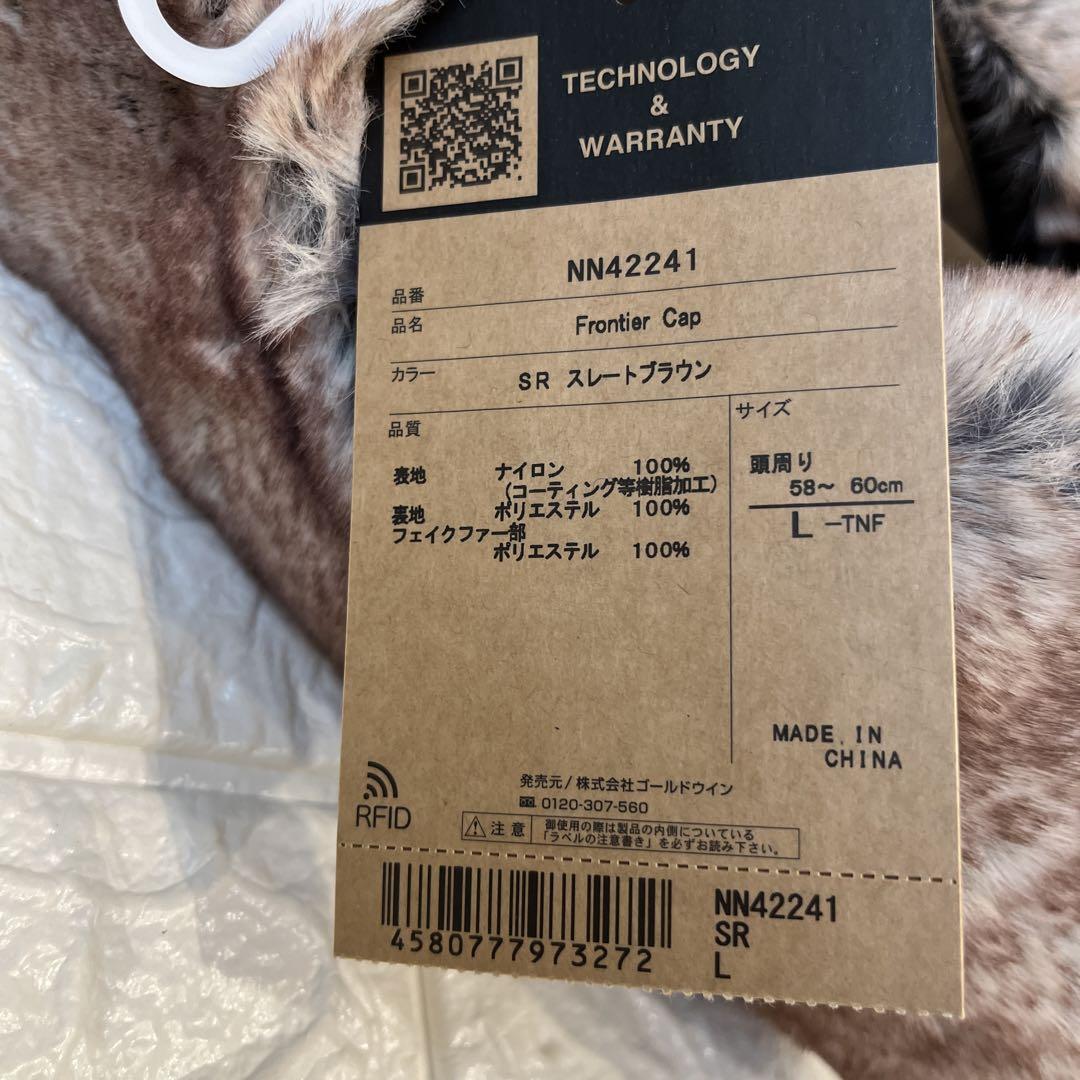 TECHNOLOGY
&
WARRANTY
品番 NN42241
品名 Frontier Cap
カラー SR スレートブラウン
品質
表地 ナイロン 100%
(コーティング等樹脂加工)
裏地 ポリエステル 100%
フェイクファー部
ポリエステル 100%
サイズ
頭周り
58～ 60cm
L -TNF
MADE IN
CHINA
RFID
発売元/株式会社ゴールドウイン
0120-307-560
注意 御使用の際は製品の内側についている
「ラベルの注意書き」を必ずお読み下さい。
4580777973272
NN42241
SR
L